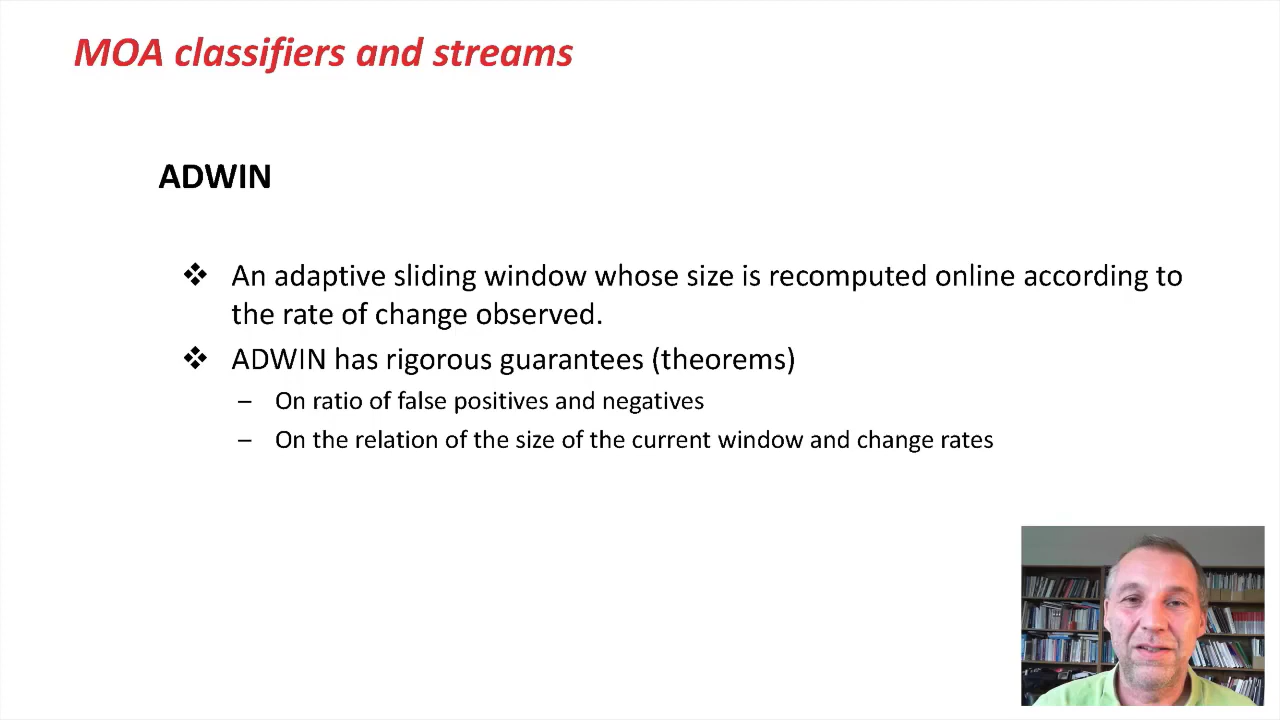 MOA classifiers and streams
ADWIN
❖ An adaptive sliding window whose size is recomputed online according to
the rate of change observed.
❖ ADWIN has rigorous guarantees (theorems)
– On ratio of false positives and negatives
– On the relation of the size of the current window and change rates